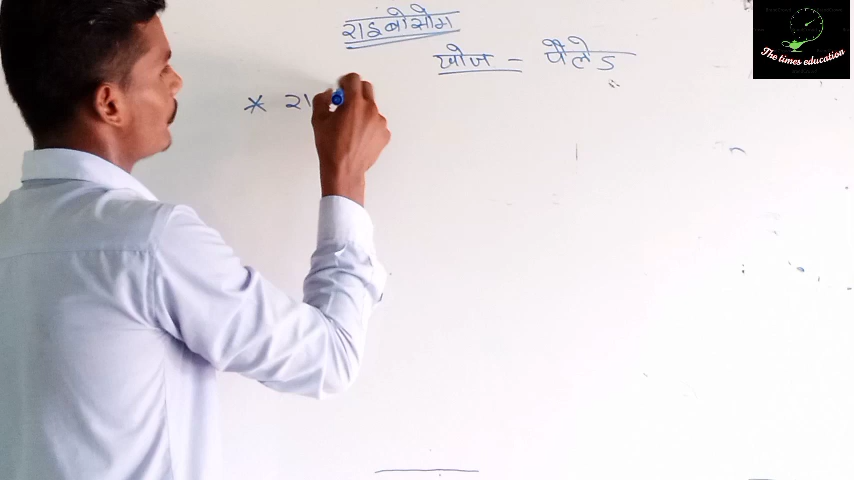 राइबोसोम
खोज - पैलेड
* रा
The times education